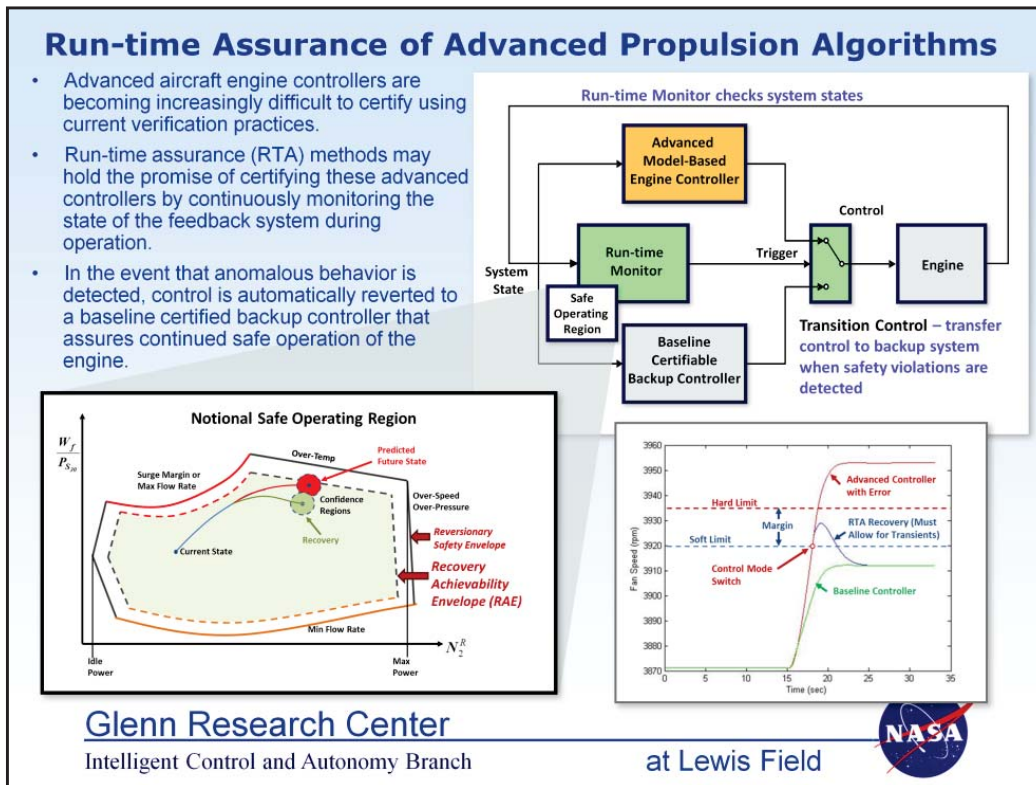 Run-time Assurance of Advanced Propulsion Algorithms
• Advanced aircraft engine controllers are
becoming increasingly difficult to certify using
current verification practices.
• Run-time assurance (RTA) methods may
hold the promise of certifying these advanced
controllers by continuously monitoring the
state of the feedback system during
operation.
• In the event that anomalous behavior is
detected, control is automatically reverted to
a baseline certified backup controller that
assures continued safe operation of the
engine.
Run-time Monitor checks system states
Advanced
Model-Based
Engine Controller
Control
Run-time
Monitor
Trigger
Engine
System
State
Safe
Operating
Region
Baseline
Certifiable
Backup Controller
Transition Control – transfer
control to backup system
when safety violations are
detected
Notional Safe Operating Region
W_f
P_S30
Over-Temp
Predicted
Future State
Surge Margin or
Max Flow Rate
Confidence
Regions
Over-Speed
Over-Pressure
Recovery
Reversionary
Safety Envelope
Current State
Recovery
Achievability
Envelope (RAE)
Min Flow Rate
N_2^R
Idle
Power
Max
Power
3960
3950
3940
3930
3920
3910
3900
3890
3880
3870
Fan Speed (rpm)
Advanced Controller
with Error
Hard Limit
Margin
RTA Recovery (Must
Allow for Transients)
Soft Limit
Control Mode
Switch
Baseline Controller
0 5 10 15 20 25 30 35
Time (sec)
Glenn Research Center
Intelligent Control and Autonomy Branch
at Lewis Field
NASA